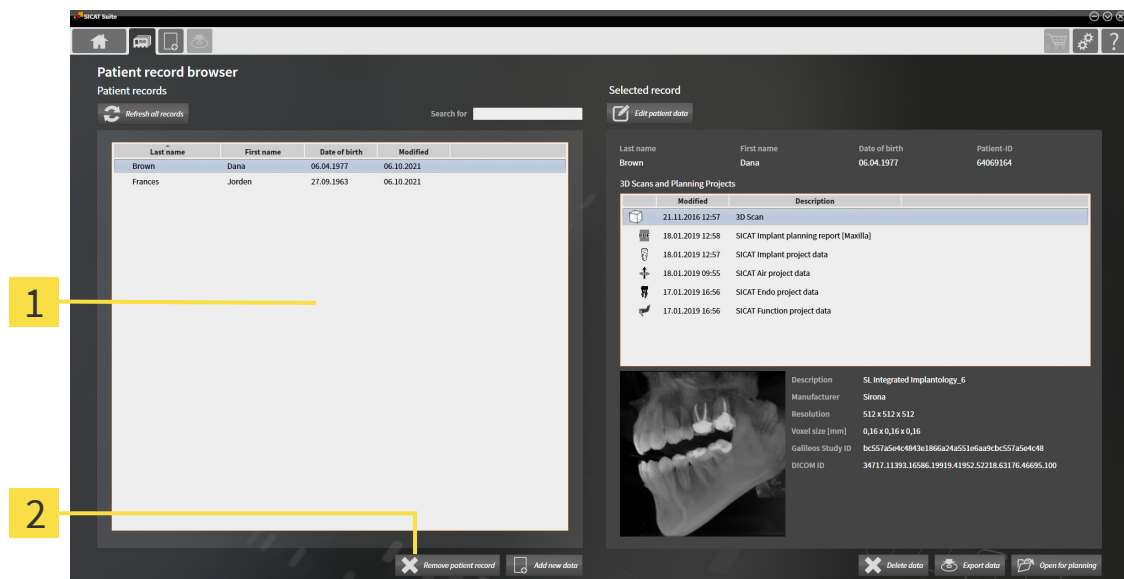 SICAT Suite
?
Patient record browser
Patient records
Refresh all records
Search for
Last name First name Date of birth Modified
Brown Dana 06.04.1977 06.10.2021
Frances Jorden 27.09.1963 06.10.2021
1
2
Remove patient record
Add new data
Selected record
Edit patient data
Last name First name Date of birth Patient-ID
Brown Dana 06.04.1977 64069164
3D Scans and Planning Projects
Modified Description
21.11.2016 12:57 3D Scan
PDF 18.01.2019 12:58 SICAT Implant planning report [Maxilla]
18.01.2019 12:57 SICAT Implant project data
18.01.2019 09:55 SICAT Air project data
17.01.2019 16:56 SICAT Endo project data
17.01.2019 16:56 SICAT Function project data
Description SL Integrated Implantology_6
Manufacturer Sirona
Resolution 512 x 512 x 512
Voxel size [mm] 0,16 x 0,16 x 0,16
Galileos Study ID bc557a5e4c4843e1866a24a551e6aa9cbc557a5e4c48
DICOM ID 34717.11393.16586.19919.41952.52218.63176.46695.100
Delete data
Export data
Open for planning